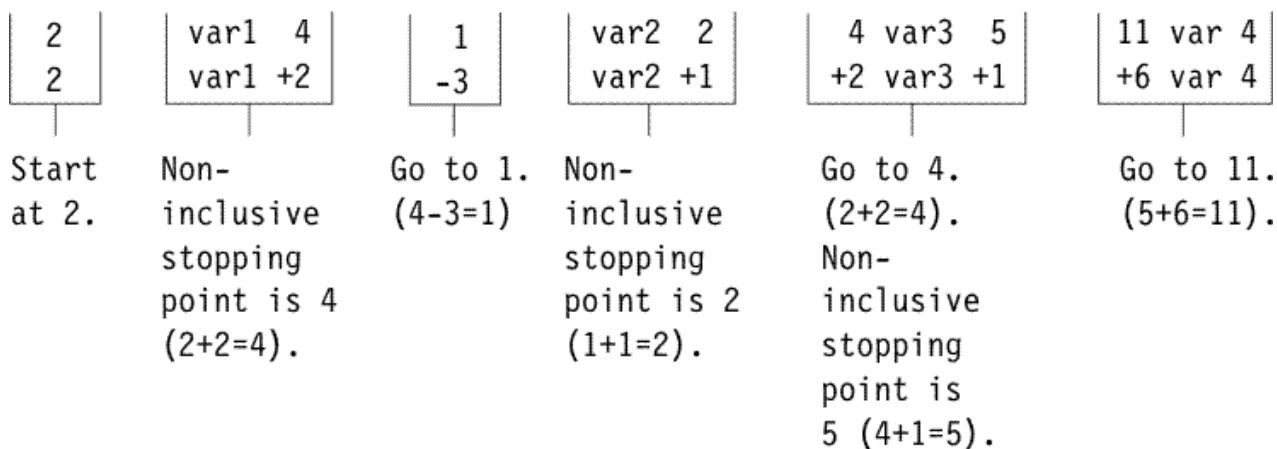 2 var1 4 1 var2 2 4 var3 5 11 var 4
2 var1 +2 -3 var2 +1 +2 var3 +1 +6 var 4
Start Non- Go to 1. Non- Go to 4. Go to 11.
at 2. inclusive (4-3=1) inclusive (2+2=4). (5+6=11).
stopping stopping Non-
point is 4 point is 2 inclusive
(2+2=4). (1+1=2). stopping
point is
5 (4+1=5).